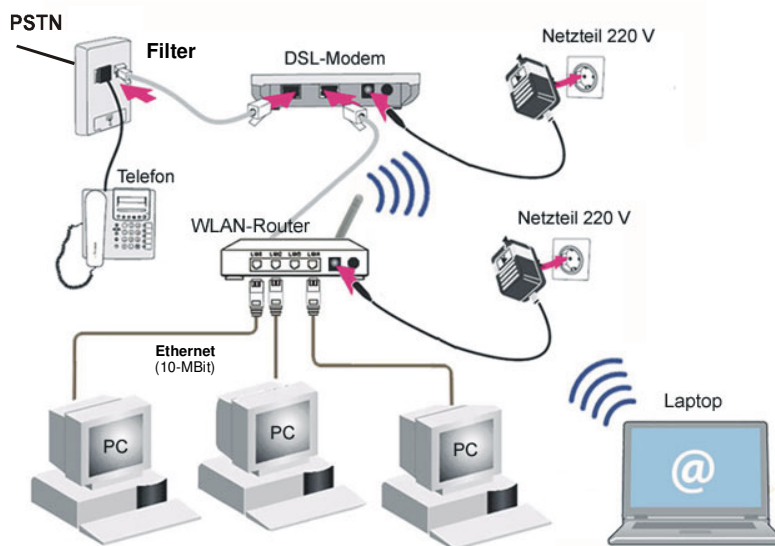 PSTN
Filter
DSL-Modem
Netzteil 220 V
Telefon
WLAN-Router
Netzteil 220 V
Ethernet
(10-MBit)
PC
PC
PC
Laptop
@